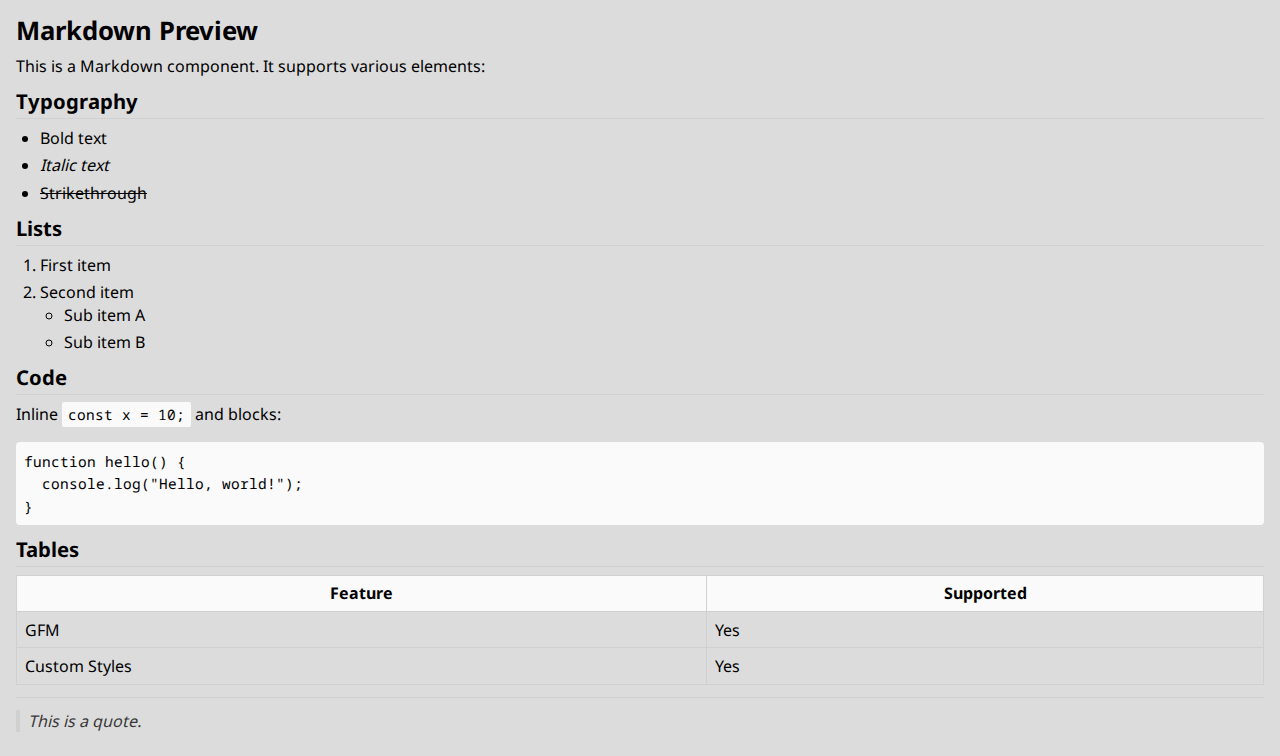 Markdown Preview
This is a Markdown component. It supports various elements:
Typography
Bold text
Italic text
Strikethrough
Lists
1. First item
2. Second item
Sub item A
Sub item B
Code
Inline const x = 10; and blocks:
function hello() {
  console.log("Hello, world!");
}
Tables
Feature Supported
GFM Yes
Custom Styles Yes
This is a quote.